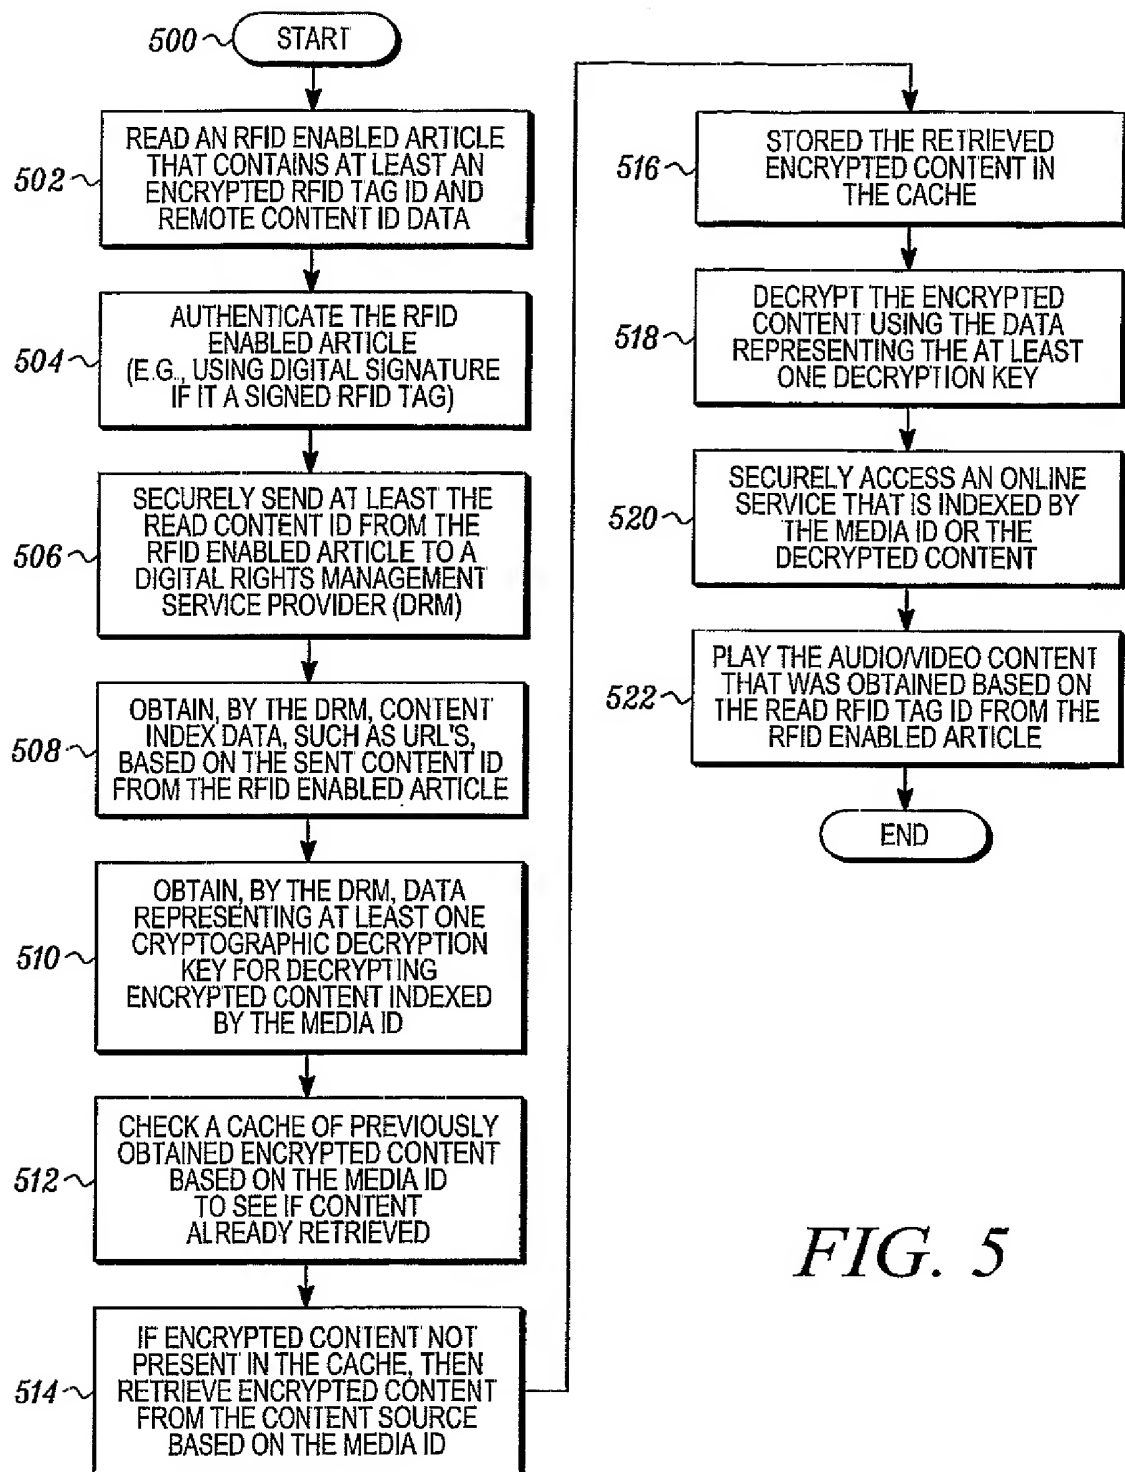 500
START
502
READ AN RFID ENABLED ARTICLE
THAT CONTAINS AT LEAST AN
ENCRYPTED RFID TAG ID AND
REMOTE CONTENT ID DATA
504
AUTHENTICATE THE RFID
ENABLED ARTICLE
(E.G., USING DIGITAL SIGNATURE
IF IT A SIGNED RFID TAG)
506
SECURELY SEND AT LEAST THE
READ CONTENT ID FROM THE
RFID ENABLED ARTICLE TO A
DIGITAL RIGHTS MANAGEMENT
SERVICE PROVIDER (DRM)
508
OBTAIN, BY THE DRM, CONTENT
INDEX DATA, SUCH AS URL'S,
BASED ON THE SENT CONTENT ID
FROM THE RFID ENABLED ARTICLE
510
OBTAIN, BY THE DRM, DATA
REPRESENTING AT LEAST ONE
CRYPTOGRAPHIC DECRYPTION
KEY FOR DECRYPTING
ENCRYPTED CONTENT INDEXED
BY THE MEDIA ID
512
CHECK A CACHE OF PREVIOUSLY
OBTAINED ENCRYPTED CONTENT
BASED ON THE MEDIA ID
TO SEE IF CONTENT
ALREADY RETRIEVED
514
IF ENCRYPTED CONTENT NOT
PRESENT IN THE CACHE, THEN
RETRIEVE ENCRYPTED CONTENT
FROM THE CONTENT SOURCE
BASED ON THE MEDIA ID
516
STORED THE RETRIEVED
ENCRYPTED CONTENT IN
THE CACHE
518
DECRYPT THE ENCRYPTED
CONTENT USING THE DATA
REPRESENTING THE AT LEAST
ONE DECRYPTION KEY
520
SECURELY ACCESS AN ONLINE
SERVICE THAT IS INDEXED BY
THE MEDIA ID OR THE
DECRYPTED CONTENT
522
PLAY THE AUDIO/VIDEO CONTENT
THAT WAS OBTAINED BASED ON
THE READ RFID TAG ID FROM THE
RFID ENABLED ARTICLE
END
FIG. 5